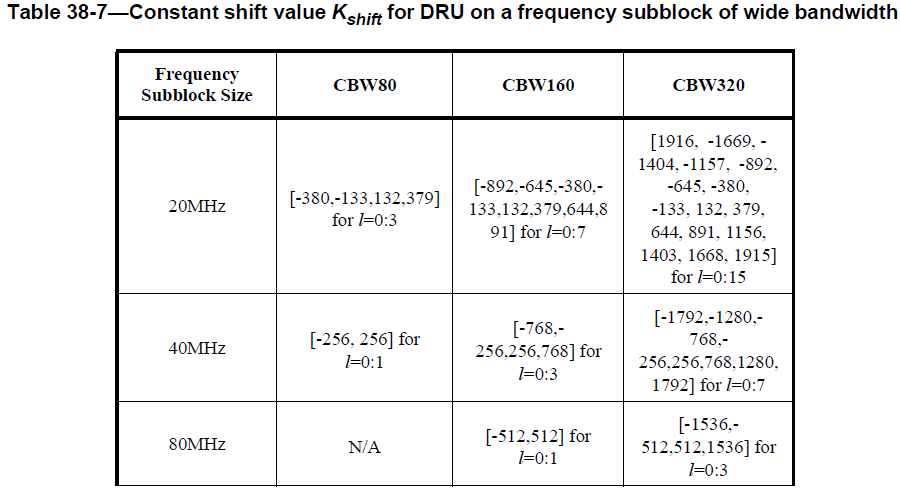 Table 38-7—Constant shift value Kshift for DRU on a frequency subblock of wide bandwidth
Frequency
Subblock Size
CBW80
CBW160
CBW320
20MHz
[-380,-133,132,379]
for l=0:3
[-892,-645,-380,-
133,132,379,644,8
91] for l=0:7
[1916, -1669, -
1404, -1157, -892,
-645, -380,
-133, 132, 379,
644, 891, 1156,
1403, 1668, 1915]
for l=0:15
40MHz
[-256, 256] for
l=0:1
[-768,-
256,256,768] for
l=0:3
[-1792,-1280,-
768,-
256,256,768,1280,
1792] for l=0:7
80MHz
N/A
[-512,512] for
l=0:1
[-1536,-
512,512,1536] for
l=0:3